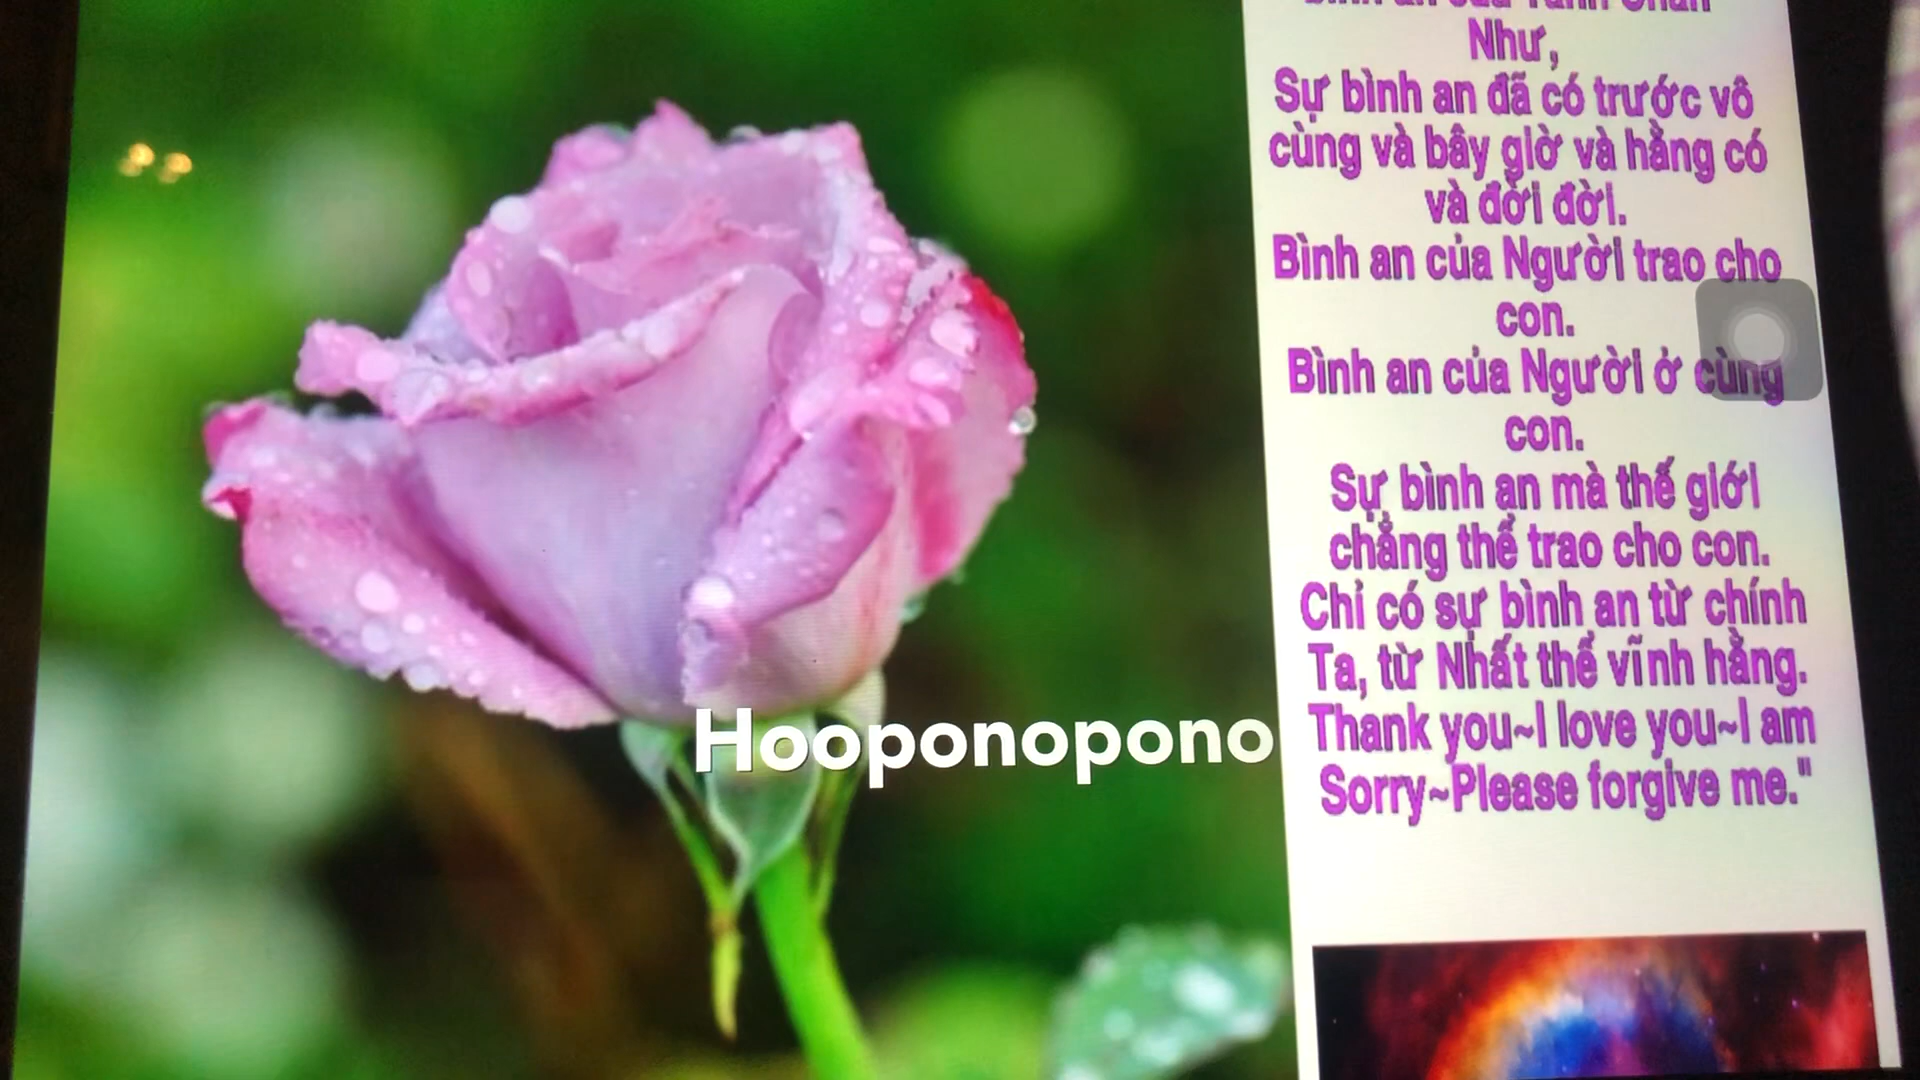 Hooponopono
Như,
Sự bình an đã có trước vô
cùng và bây giờ và hằng có
và đời đời.
Bình an của Người trao cho
con.
Bình an của Người ở cùng
con.
Sự bình an mà thế giới
chẳng thể trao cho con.
Chỉ có sự bình an từ chính
Ta, từ Nhất thể vĩnh hằng.
Thank you~I love you~I am
Sorry~Please forgive me."